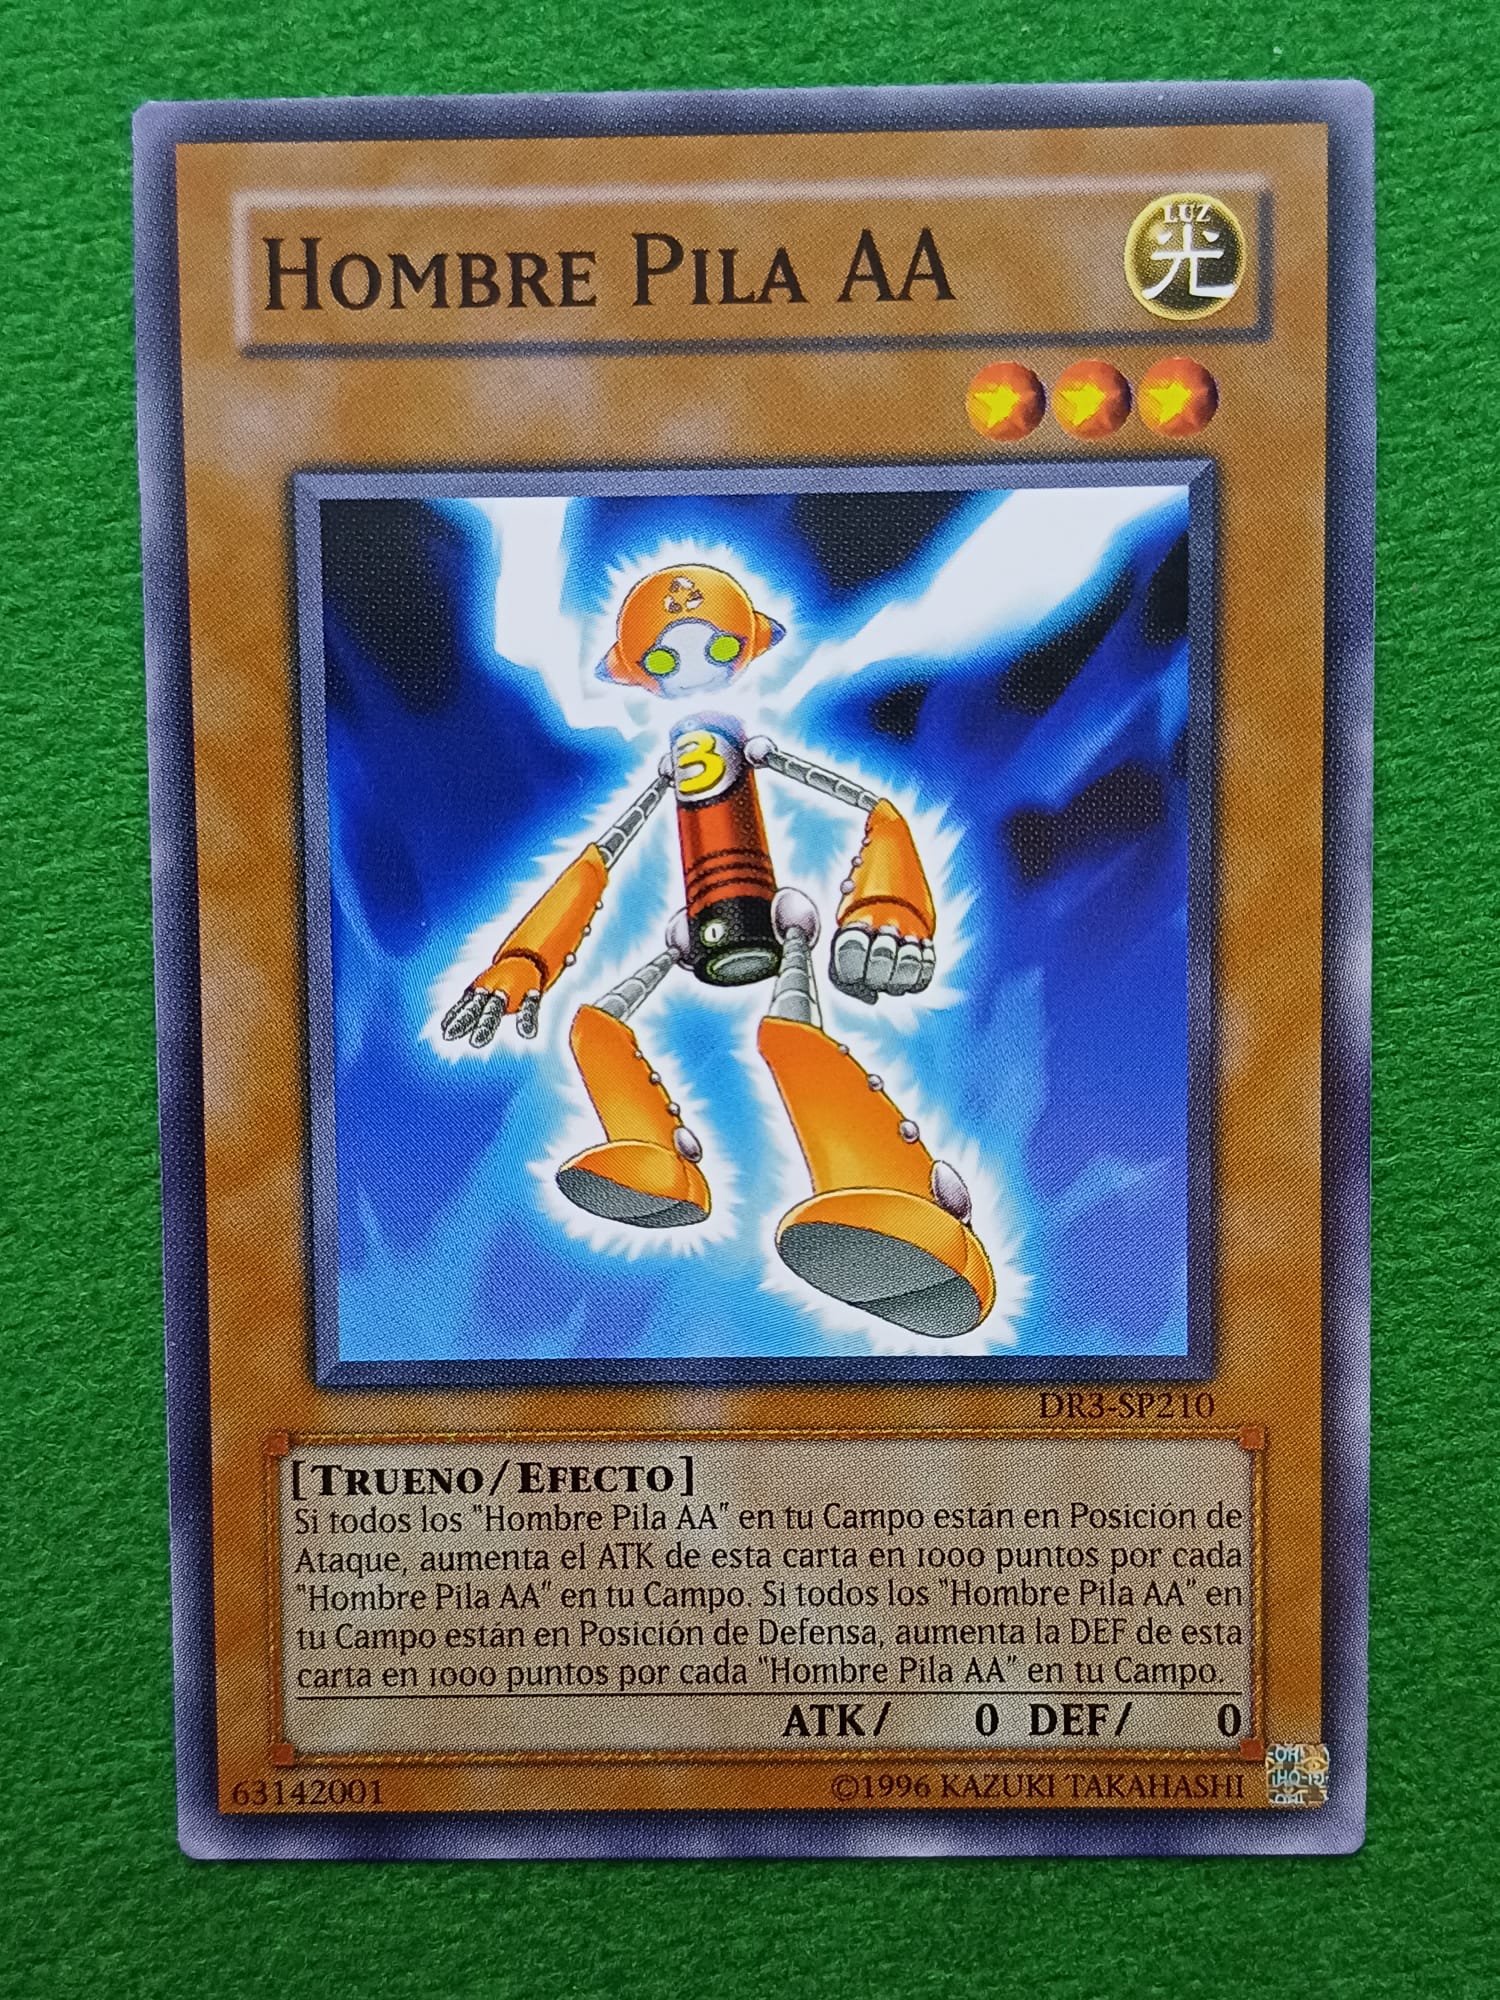 HOMBRE PILA AA
LUZ
光
3
DR3-SP210
[TRUENO/EFECTO]
Si todos los "Hombre Pila AA" en tu Campo están en Posición de
Ataque, aumenta el ATK de esta carta en 1000 puntos por cada
"Hombre Pila AA" en tu Campo. Si todos los "Hombre Pila AA" en
tu Campo están en Posición de Defensa, aumenta la DEF de esta
carta en 1000 puntos por cada "Hombre Pila AA" en tu Campo.
ATK/ 0 DEF/ 0
63142001
©1996 KAZUKI TAKAHASHI